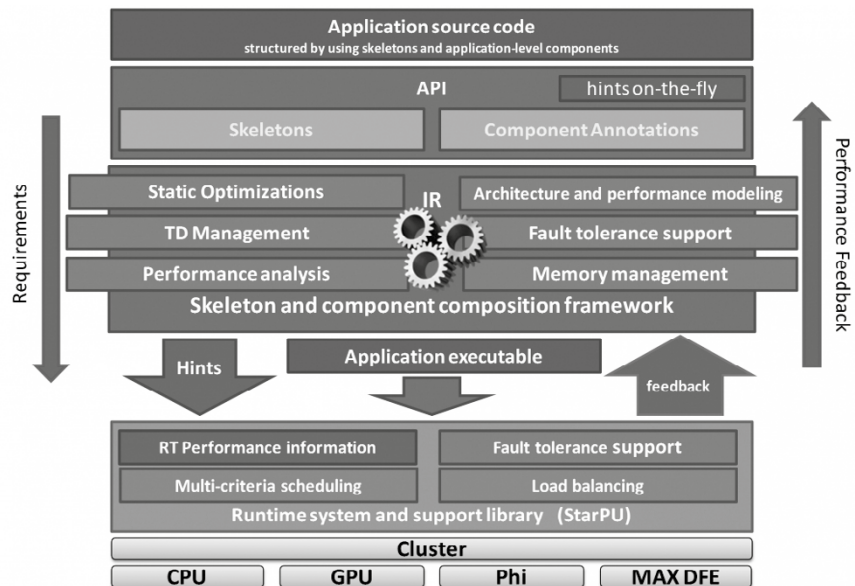 Application source code
structured by using skeletons and application-level components
API
hints on-the-fly
Skeletons
Component Annotations
Requirements
Performance Feedback
Static Optimizations
IR
Architecture and performance modeling
TD Management
Fault tolerance support
Performance analysis
Memory management
Skeleton and component composition framework
Hints
Application executable
feedback
RT Performance information
Fault tolerance support
Multi-criteria scheduling
Load balancing
Runtime system and support library (StarPU)
Cluster
CPU
GPU
Phi
MAX DFE